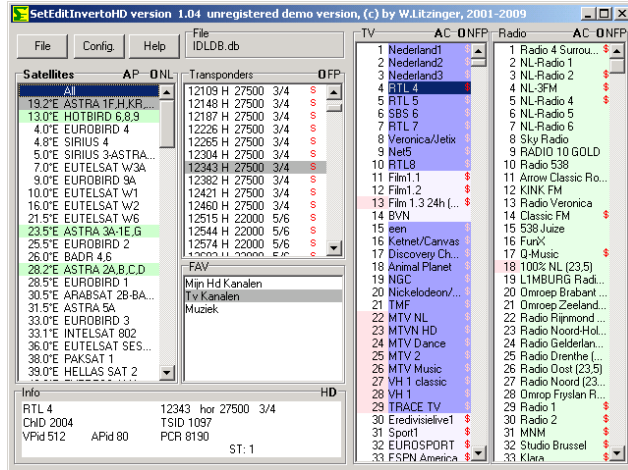 SetEditInvertoHD version 1.04 unregistered demo version, (c) by W.Litzinger, 2001-2009
File
Config.
Help
File
IDLDB.db
Satellites A P O N L
All
19.2°E ASTRA 1F,H,KR,...
13.0°E HOTBIRD 6,8,9
4.0°E EUROBIRD 4
4.8°E SIRIUS 4
5.0°E SIRIUS 3-ASTRA...
7.0°E EUTELSAT W3A
9.0°E EUROBIRD 9A
10.0°E EUTELSAT W1
16.0°E EUTELSAT W2
21.5°E EUTELSAT W6
23.5°E ASTRA 3A-1E,G
25.5°E EUROBIRD 2
26.0°E BADR 4,6
28.2°E ASTRA 2A,B,C,D
28.5°E EUROBIRD 1
30.5°E ARABSAT 2B-BA...
31.5°E ASTRA 5A
33.0°E EUROBIRD 3
33.1°E INTELSAT 802
36.0°E EUTELSAT SES...
38.0°E PAKSAT 1
39.0°E HELLAS SAT 2
Transponders O F P
12109 H 27500 3/4 S
12148 H 27500 3/4 S
12187 H 27500 3/4 S
12226 H 27500 3/4 S
12265 H 27500 3/4 S
12304 H 27500 3/4 S
12343 H 27500 3/4 S
12382 H 27500 3/4 S
12421 H 27500 3/4 S
12460 H 27500 3/4 S
12515 H 22000 5/6 S
12544 H 22000 5/6 S
12574 H 22000 5/6 S
12603 H 22000 5/6 S
FAV
Mijn Hd Kanalen
Tv Kanalen
Muziek
Info HD
RTL 4 12343 hor 27500 3/4
ChID 2004 TSID 1097
VPid 512 APid 80 PCR 8190
ST: 1
TV A C O N F P
1 Nederland1 $
2 Nederland2 $
3 Nederland3 $
4 RTL 4 $
5 RTL 5 $
6 SBS 6 $
7 RTL 7 $
8 Veronica/Jetix $
9 Net5 $
10 RTL8 $
11 Film1.1 $
12 Film1.2 $
13 Film 1.3 24h (... $
14 BVN
15 een $
16 Ketnet/Canvas $
17 Discovery Ch... $
18 Animal Planet $
19 NGC $
20 Nickelodeon/... $
21 TMF $
22 MTV NL $
23 MTVN HD $
24 MTV Dance $
25 MTV 2 $
26 MTV Music $
27 VH 1 classic $
28 VH 1 $
29 TRACE TV $
30 Eredivisielive1 $
31 Sport1 $
32 EUROSPORT $
33 ESPN America $
Radio A C O N F P
1 Radio 4 Surrou... $
2 NL-Radio 1
3 NL-Radio 2 $
4 NL-3FM
5 NL-Radio 4 $
6 NL-Radio 5
7 NL-Radio 6
8 Sky Radio
9 RADIO 10 GOLD
10 Radio 538
11 Arrow Classic Ro...
12 KINK FM
13 Radio Veronica
14 Classic FM $
15 538 Juize
16 FunX
17 Q-Music $
18 100% NL (23,5)
19 L1MBURG Radi...
20 Omroep Brabant ...
21 Omroep Zeeland...
22 Radio Rijnmond ...
23 Radio Noord-Hol...
24 Radio Gelderlan...
25 Radio Drenthe (...
26 Radio Oost (23,5)
27 Radio Noord (23...
28 Omrop Fryslan R...
29 Radio 1 $
30 Radio 2 $
31 MNM $
32 Studio Brussel $
33 Klara $